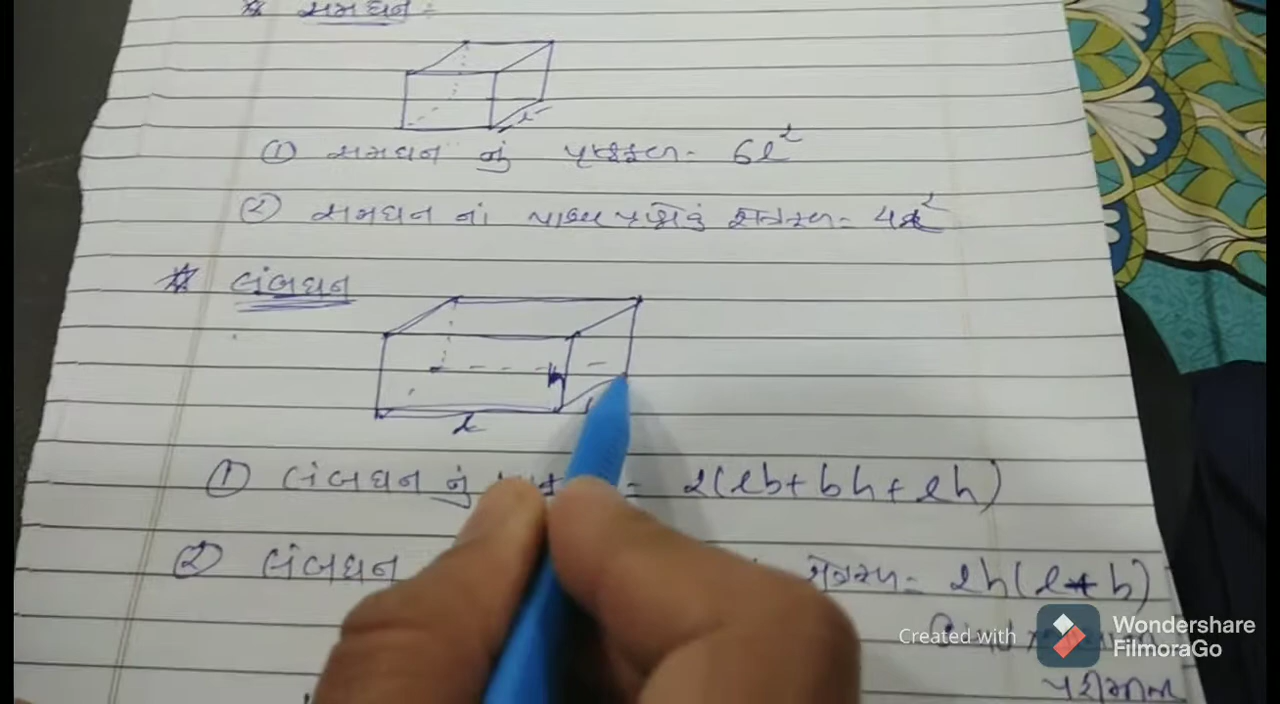 * સમઘન :
l
① સમઘન નું પૃષ્ઠફળ - 6l²
② સમઘન નાં પાર્શ્વ પૃષ્ઠોનું ક્ષેત્રફળ = 4l²
* લંબઘન
h
l
① લંબઘન નું = 2(lb+bh+lh)
② લંબઘન ક્ષેત્રફળ = 2h(l+b)
Created with Wondershare FilmoraGo